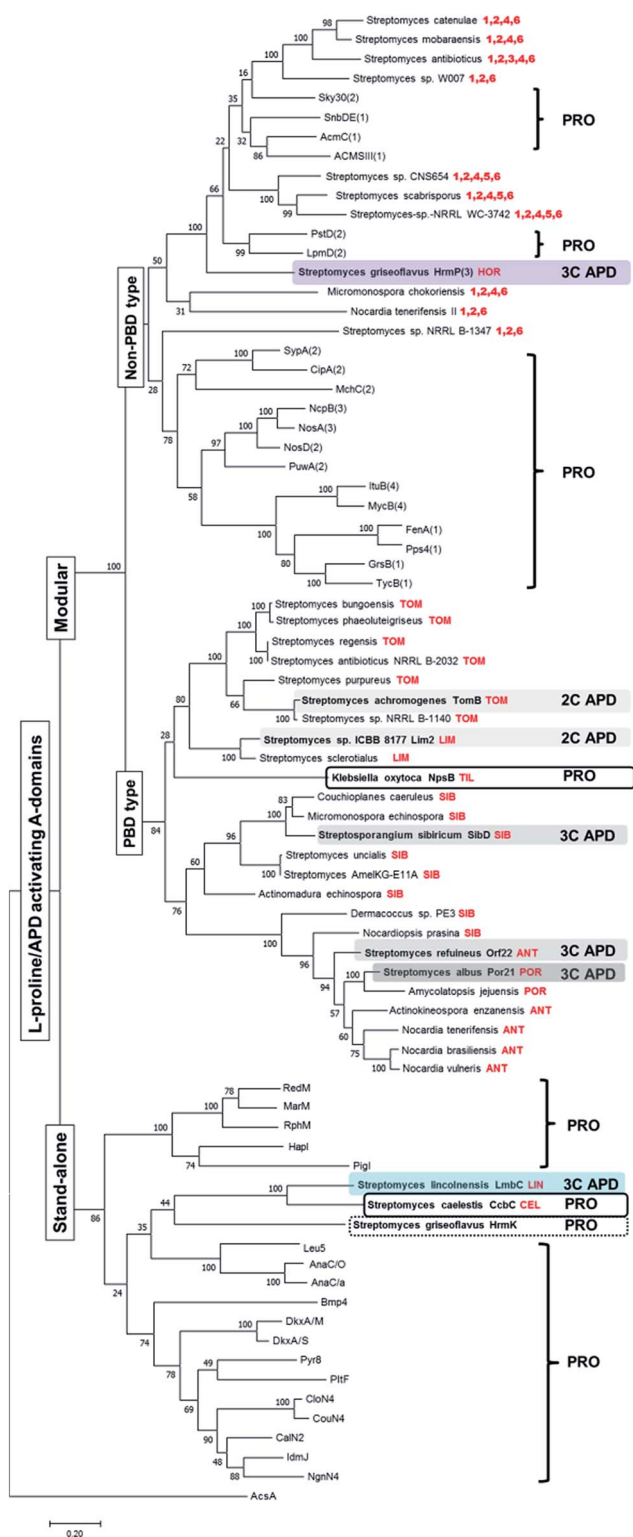 98
Streptomyces catenulae 1,2,4,6
100
Streptomyces mobaraensis 1,2,4,6
100
Streptomyces antibioticus 1,2,3,4,6
16
Streptomyces sp. W007 1,2,6
35
Sky30(2)
32
SnbDE(1)
AcmC(1)
PRO
86
ACMSIII(1)
22
Streptomyces sp. CNS654 1,2,4,5,6
100
Streptomyces scabrisporus 1,2,4,5,6
99
Streptomyces-sp.-NRRL WC-3742 1,2,4,5,6
66
PstD(2)
PRO
99
LpmD(2)
100
Streptomyces griseoflavus HrmP(3) HOR 3C APD
50
Micromonospora chokoriensis 1,2,4,6
31
Nocardia tenerifensis II 1,2,6
Non-PBD type
Streptomyces sp. NRRL B-1347 1,2,6
28
SypA(2)
100
CipA(2)
72
MchC(2)
78
NcpB(3)
100
NosA(3)
100
NosD(2)
97
PuwA(2)
PRO
58
ItuB(4)
100
MycB(4)
100
FenA(1)
100
Pps4(1)
80
GrsB(1)
100
TycB(1)
100
Modular
Streptomyces bungoensis TOM
100
Streptomyces phaeoluteigriseus TOM
100
Streptomyces regensis TOM
100
Streptomyces antibioticus NRRL B-2032 TOM
100
Streptomyces purpureus TOM
66
Streptomyces achromogenes TomB TOM 2C APD
100
Streptomyces sp. NRRL B-1140 TOM
80
Streptomyces sp. ICBB 8177 Lim2 LIM 2C APD
100
Streptomyces sclerotialus LIM
28
Klebsiella oxytoca NpsB TIL PRO
PBD type
84
Couchioplanes caeruleus SIB
83
Micromonospora echinospora SIB
100
Streptosporangium sibiricum SibD SIB 3C APD
96
Streptomyces uncialis SIB
100
Streptomyces AmelKG-E11A SIB
60
Actinomadura echinospora SIB
76
Dermacoccus sp. PE3 SIB
100
Nocardiopsis prasina SIB
96
Streptomyces refuineus Orf22 ANT 3C APD
94
Streptomyces albus Por21 POR 3C APD
100
Amycolatopsis jejuensis POR
57
Actinokineospora enzanensis ANT
60
Nocardia tenerifensis ANT
75
Nocardia brasiliensis ANT
100
Nocardia vulneris ANT
L-proline/APD activating A-domains
RedM
78
MarM
100
RphM
100
HapI
74
PigI
PRO
Stand-alone
86
Streptomyces lincolnensis LmbC LIN 3C APD
100
Streptomyces caelestis CcbC CEL PRO
44
Streptomyces griseoflavus HrmK PRO
35
Leu5
100
AnaC/O
100
AnaC/a
24
Bmp4
74
DkxA/M
100
DkxA/S
78
Pyr8
49
PltF
PRO
69
CloN4
100
CouN4
90
CalN2
48
IdmJ
88
NgnN4
AcsA
0.20